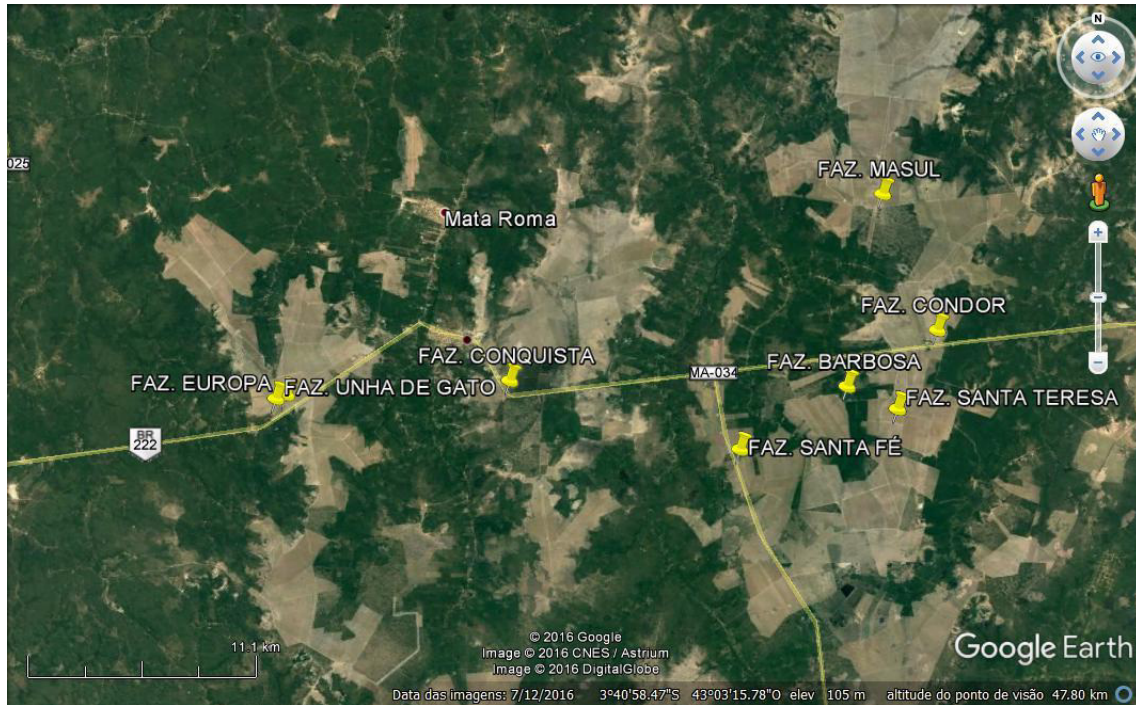 N
025
FAZ. MASUL
Mata Roma
FAZ. CONDOR
FAZ. CONQUISTA
FAZ. BARBOSA
MA-034
FAZ. EUROPA
FAZ. UNHA DE GATO
FAZ. SANTA TERESA
BR
222
FAZ. SANTA FÉ
11.1 km
© 2016 Google
Image © 2016 CNES / Astrium
Image © 2016 DigitalGlobe
Google Earth
Data das imagens: 7/12/2016 3°40'58.47"S 43°03'15.78"O elev 105 m altitude do ponto de visão 47.80 km